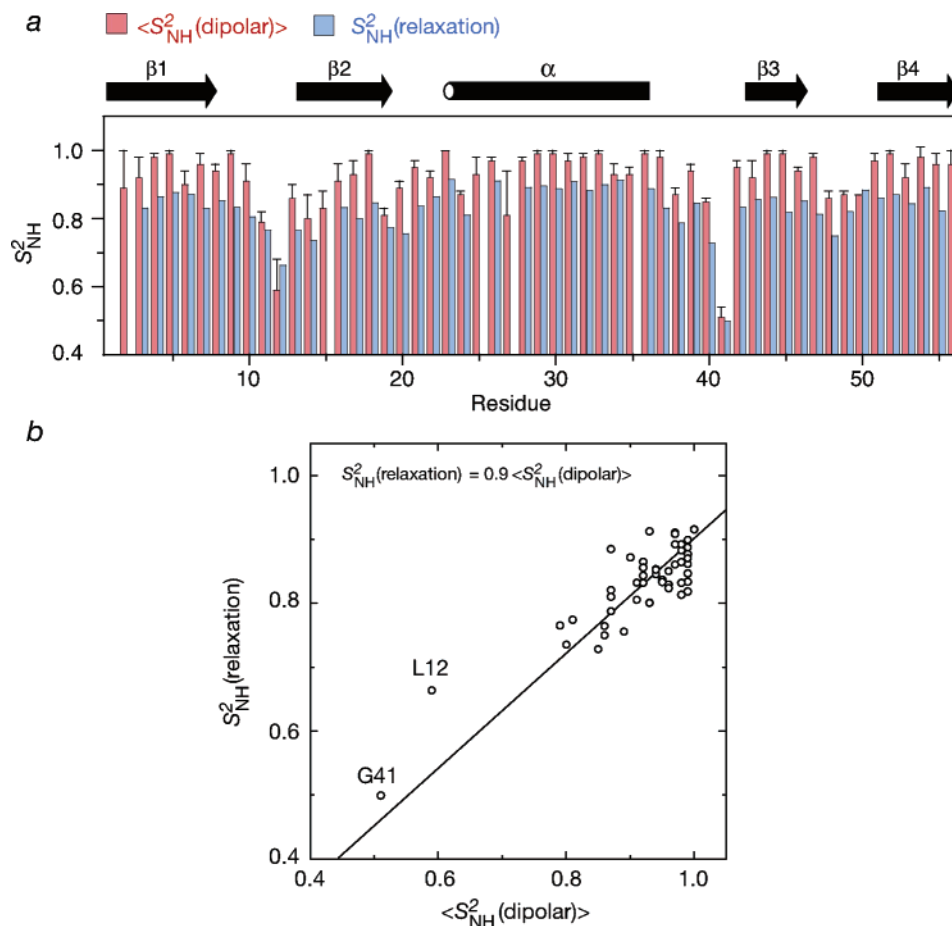 a
<S²NH(dipolar)> S²NH(relaxation)
β1 β2 α β3 β4
1.0
0.8
0.6
0.4
S²NH
10 20 30 40 50
Residue
b
S²NH(relaxation) = 0.9 <S²NH(dipolar)>
1.0
0.8
0.6
0.4
S²NH(relaxation)
L12
G41
0.4 0.6 0.8 1.0
<S²NH(dipolar)>